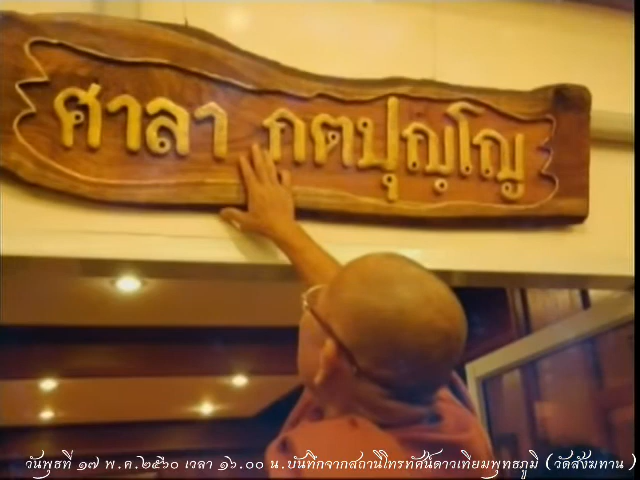 ศาลา กตปุญฺโญ
วันพุธที่ ๑๗ พ.ค.๒๕๖๐ เวลา ๑๖.๐๐ น.บันทึกจากสถานีโทรทัศน์ดาวเทียมพุทธภูมิ ( วัดสังฆทาน )